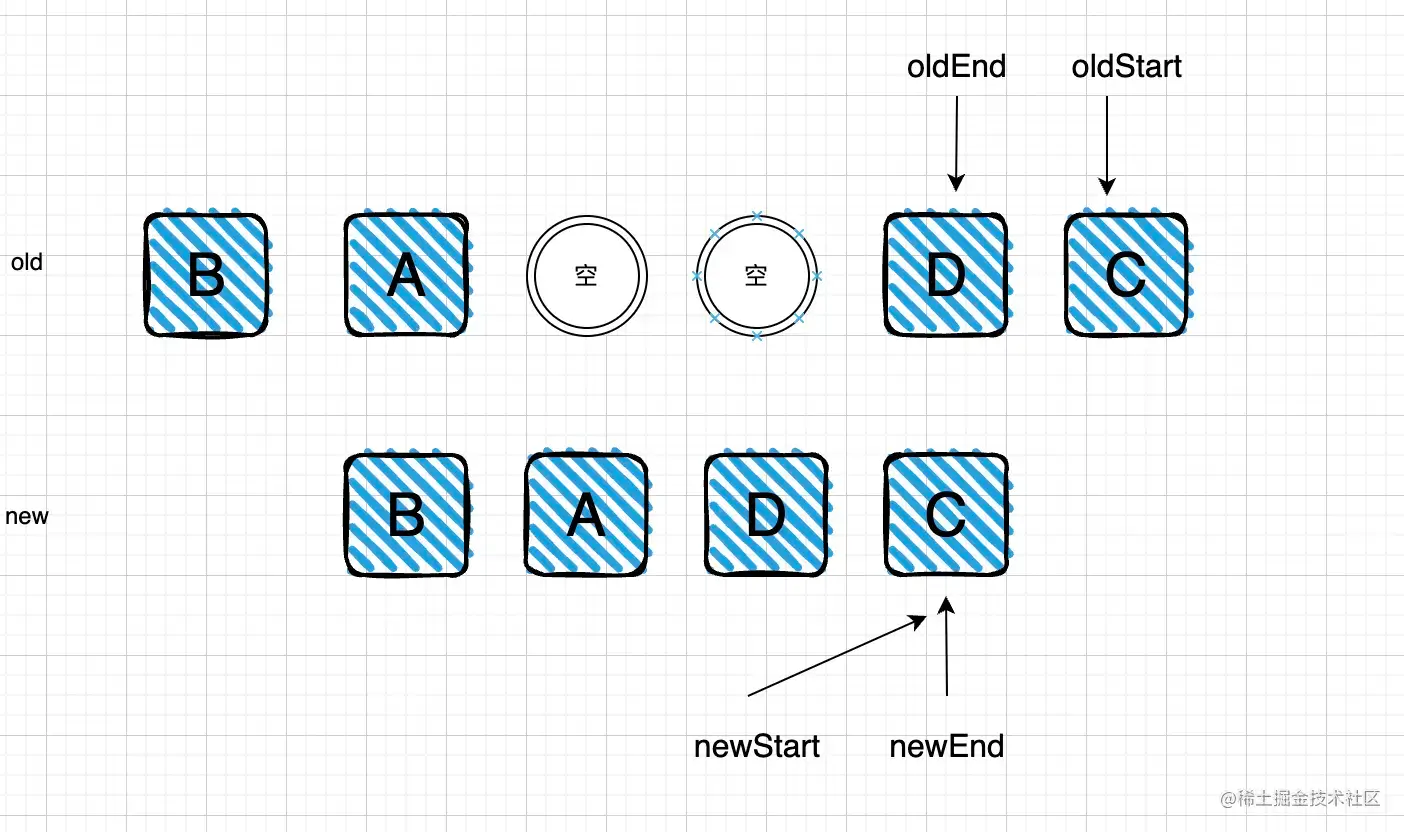 oldEnd oldStart
old B A 空 空 D C
new B A D C
newStart newEnd
@稀土掘金技术社区